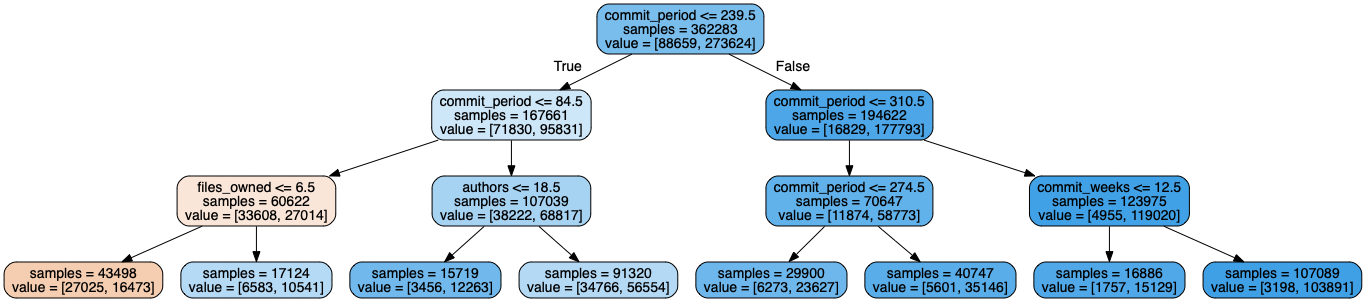 commit_period <= 239.5
samples = 362283
value = [88659, 273624]
True
False
commit_period <= 84.5
samples = 167661
value = [71830, 95831]
commit_period <= 310.5
samples = 194622
value = [16829, 177793]
files_owned <= 6.5
samples = 60622
value = [33608, 27014]
authors <= 18.5
samples = 107039
value = [38222, 68817]
commit_period <= 274.5
samples = 70647
value = [11874, 58773]
commit_weeks <= 12.5
samples = 123975
value = [4955, 119020]
samples = 43498
value = [27025, 16473]
samples = 17124
value = [6583, 10541]
samples = 15719
value = [3456, 12263]
samples = 91320
value = [34766, 56554]
samples = 29900
value = [6273, 23627]
samples = 40747
value = [5601, 35146]
samples = 16886
value = [1757, 15129]
samples = 107089
value = [3198, 103891]